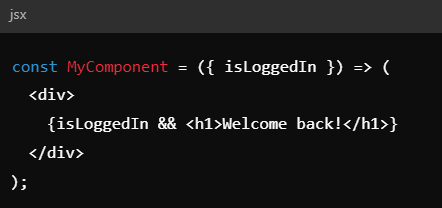 jsx
const MyComponent = ({ isLoggedIn }) => (
  <div>
    {isLoggedIn && <h1>Welcome back!</h1>}
  </div>
);